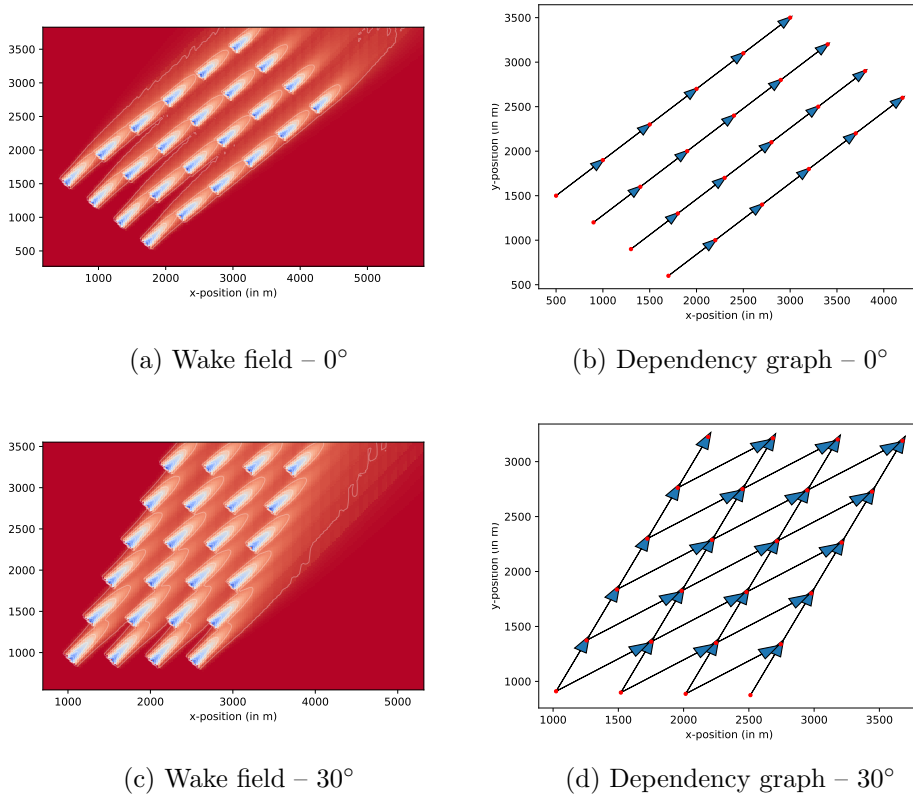 3500
3000
2500
2000
1500
1000
500
1000 2000 3000 4000 5000
x-position (in m)
3500
3000
2500
2000
1500
1000
500
y-position (in m)
500 1000 1500 2000 2500 3000 3500 4000
x-position (in m)
(a) Wake field – 0°
(b) Dependency graph – 0°
3500
3000
2500
2000
1500
1000
1000 2000 3000 4000 5000
x-position (in m)
3000
2500
2000
1500
1000
y-position (in m)
1000 1500 2000 2500 3000 3500
x-position (in m)
(c) Wake field – 30°
(d) Dependency graph – 30°